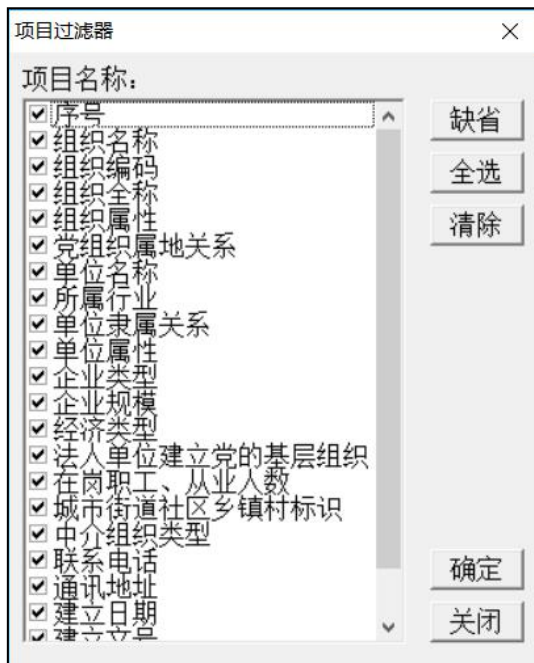 项目过滤器
项目名称：
序号
组织名称
组织编码
组织全称
组织属性
党组织属地关系
单位名称
所属行业
单位隶属关系
单位属性
企业类型
企业规模
经济类型
法人单位建立党的基层组织
在岗职工、从业人数
城市街道社区乡镇村标识
中介组织类型
联系电话
通讯地址
建立日期
建立文号
缺省
全选
清除
确定
关闭